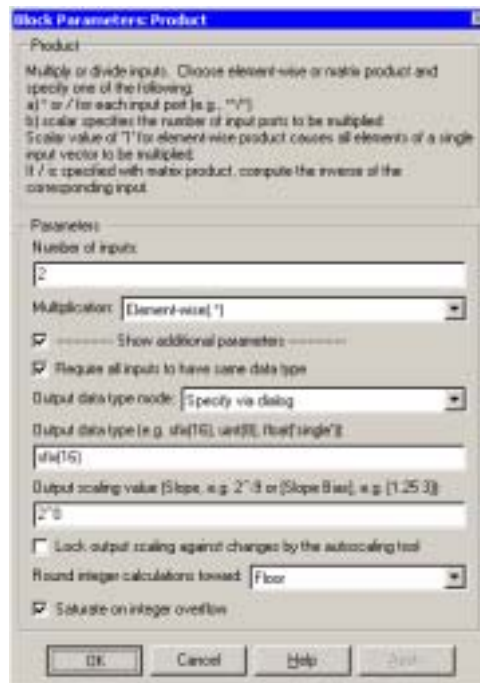 Block Parameters: Product
Product
Multiply or divide inputs. Choose element-wise or matrix product and
specify one of the following:
a) * or / for each input port (e.g., **/*)
b) scalar specifies the number of input ports to be multiplied
Scalar value of '1' for element-wise product causes all elements of a single
input vector to be multiplied.
If / is specified with matrix product, compute the inverse of the
corresponding input.
Parameters
Number of inputs:
2
Multiplication: Element-wise(.*)
---------- Show additional parameters ----------
Require all inputs to have same data type
Output data type mode: Specify via dialog
Output data type (e.g. sfix(16), uint(8), float('single')):
sfix(16)
Output scaling value (Slope, e.g. 2^-9 or [Slope Bias], e.g. [1.25 3]):
Lock output scaling against changes by the autoscaling tool
Round integer calculations toward: Floor
Saturate on integer overflow
OK Cancel Help Apply